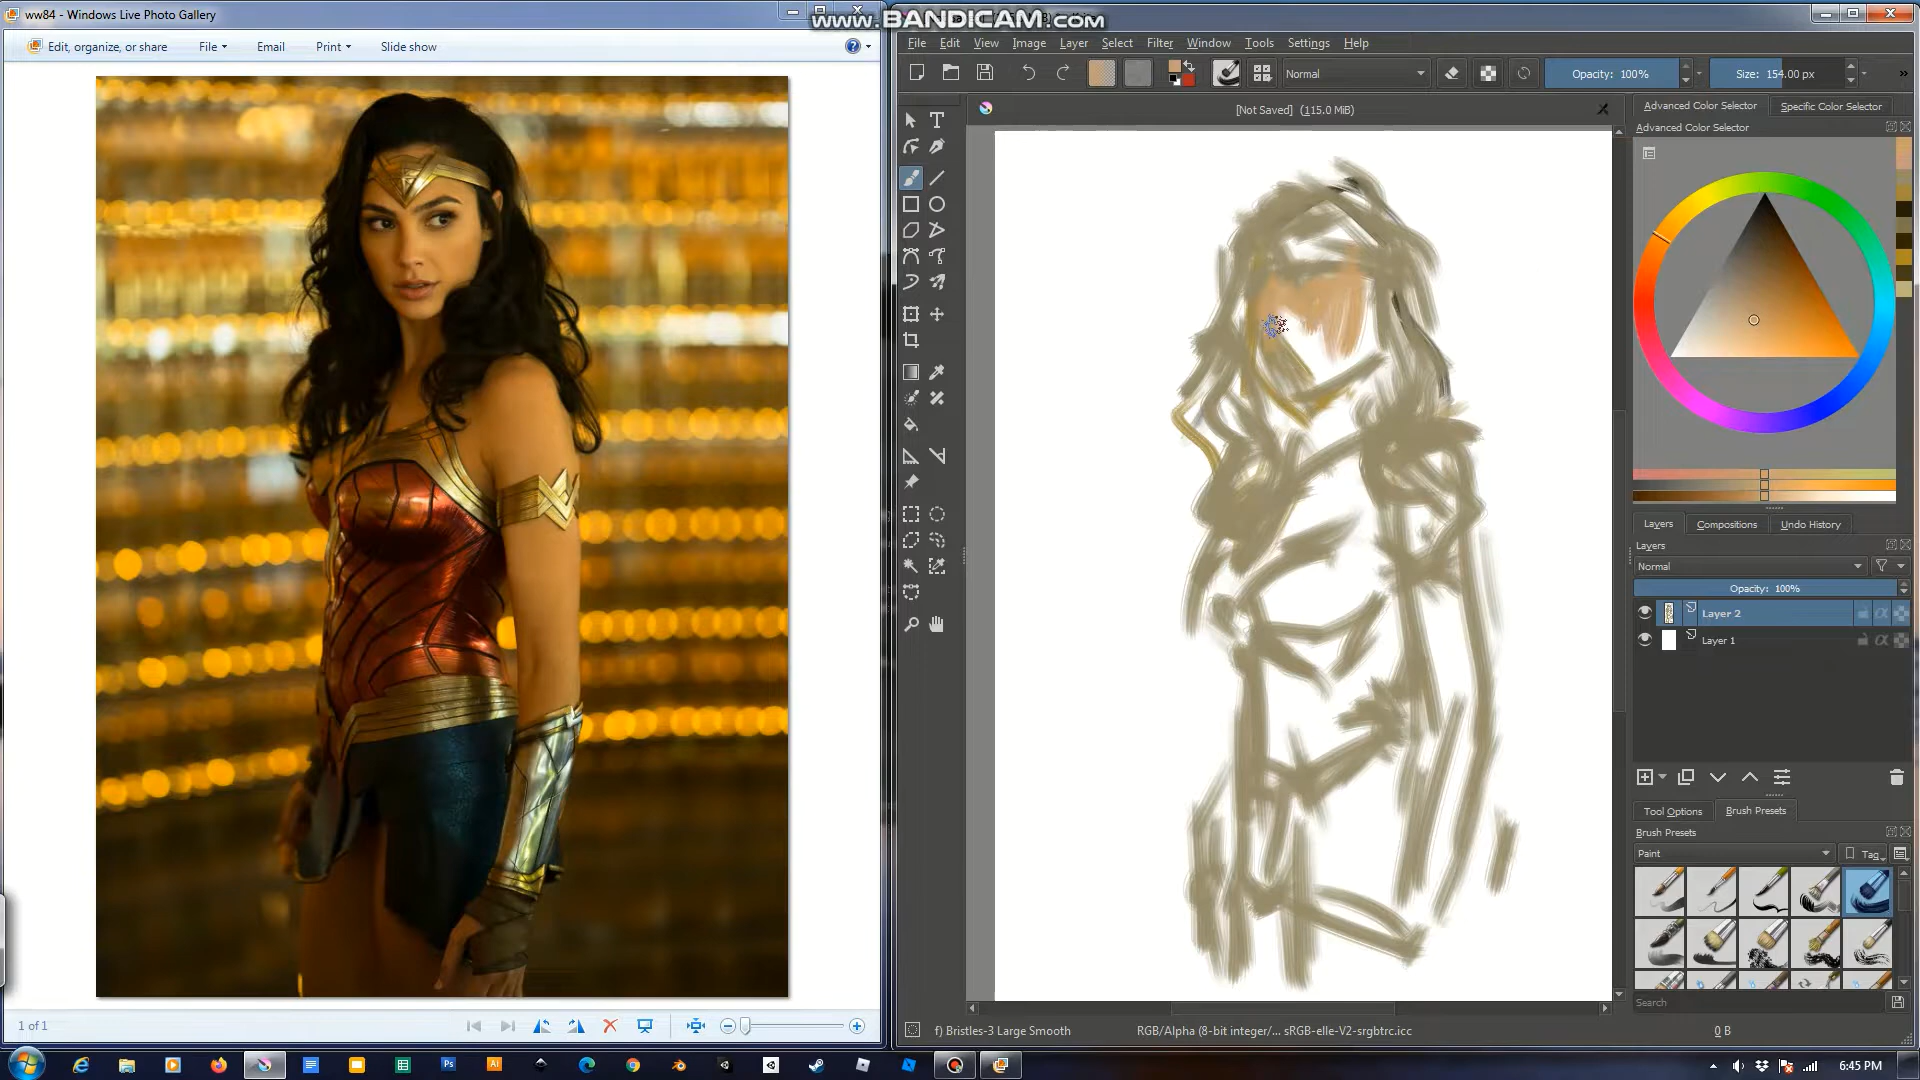 ww84 - Windows Live Photo Gallery
www.BANDICAM.com
Edit, organize, or share
File
Email
Print
Slide show
1 of 1
File Edit View Image Layer Select Filter Window Tools Settings Help
Normal
Opacity: 100%
Size: 154.00 px
[Not Saved] (115.0 MiB)
Advanced Color Selector
Specific Color Selector
Advanced Color Selector
Layers
Compositions
Undo History
Layers
Normal
Opacity: 100%
Layer 2
Layer 1
Tool Options
Brush Presets
Brush Presets
Paint
Tag
Search
f) Bristles-3 Large Smooth
RGB/Alpha (8-bit integer/... sRGB-elle-V2-srgbtrc.icc
0 B
6:45 PM